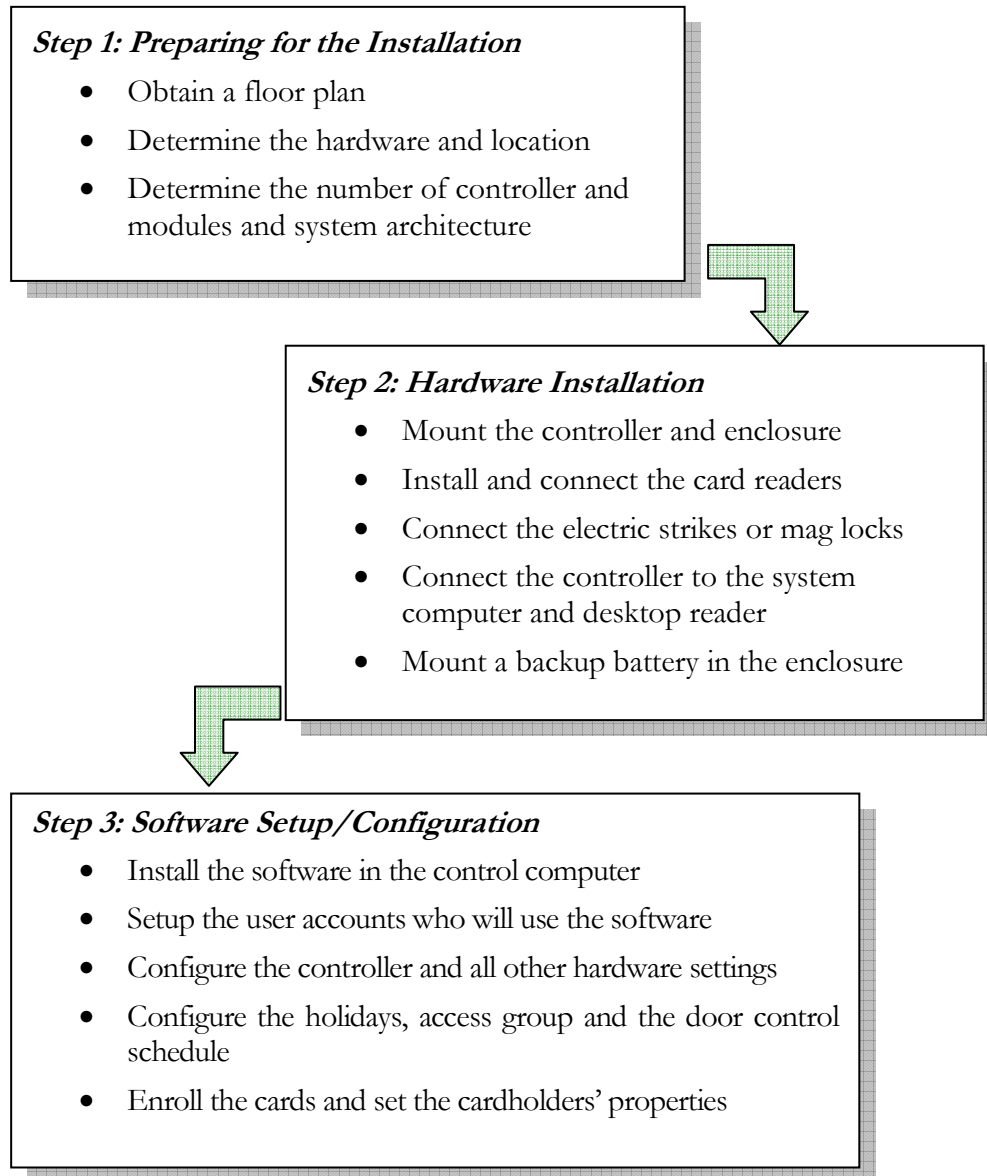 Step 1: Preparing for the Installation
• Obtain a floor plan
• Determine the hardware and location
• Determine the number of controller and
modules and system architecture
Step 2: Hardware Installation
• Mount the controller and enclosure
• Install and connect the card readers
• Connect the electric strikes or mag locks
• Connect the controller to the system
computer and desktop reader
• Mount a backup battery in the enclosure
Step 3: Software Setup/Configuration
• Install the software in the control computer
• Setup the user accounts who will use the software
• Configure the controller and all other hardware settings
• Configure the holidays, access group and the door control
schedule
• Enroll the cards and set the cardholders’ properties